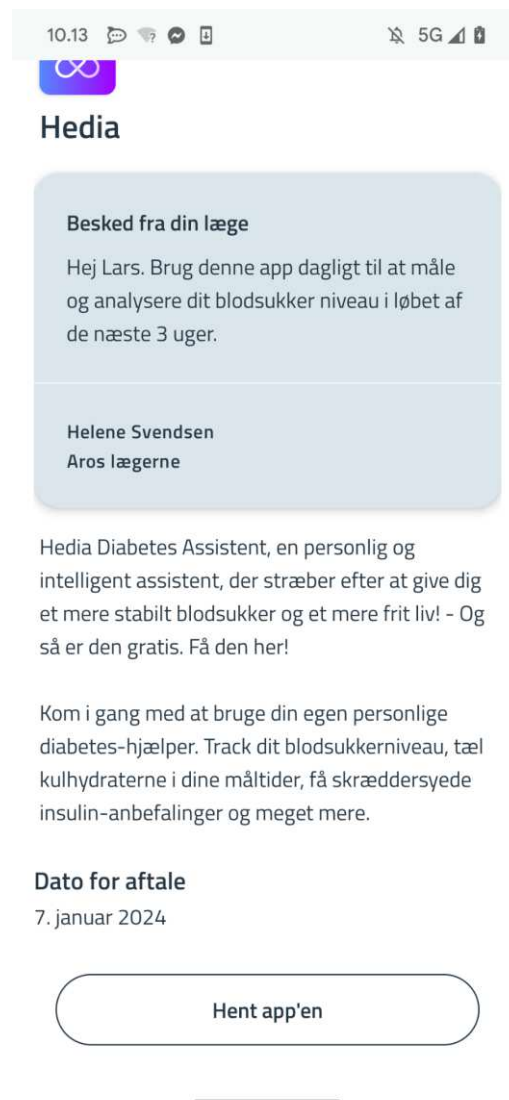 10.13
5G
Hedia
Besked fra din læge
Hej Lars. Brug denne app dagligt til at måle
og analysere dit blodsukker niveau i løbet af
de næste 3 uger.
Helene Svendsen
Aros lægerne
Hedia Diabetes Assistent, en personlig og
intelligent assistent, der stræber efter at give dig
et mere stabilt blodsukker og et mere frit liv! - Og
så er den gratis. Få den her!
Kom i gang med at bruge din egen personlige
diabetes-hjælper. Track dit blodsukkerniveau, tæl
kulhydraterne i dine måltider, få skræddersyede
insulin-anbefalinger og meget mere.
Dato for aftale
7. januar 2024
Hent app'en